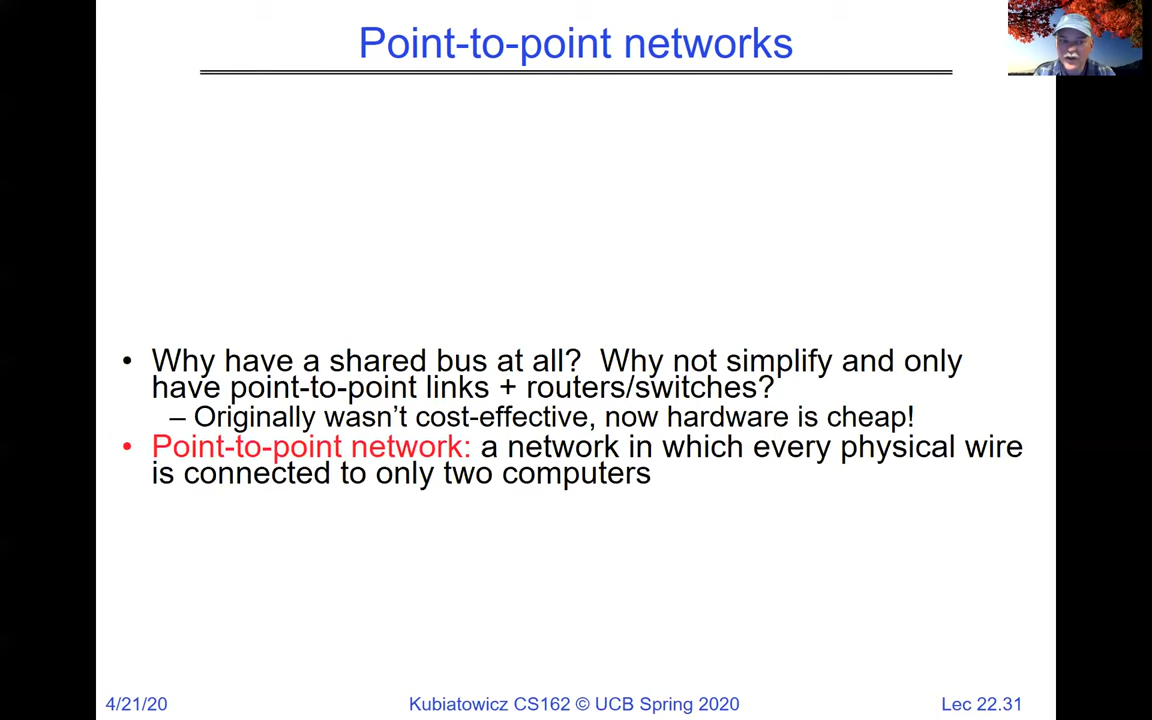 Point-to-point networks
• Why have a shared bus at all?  Why not simplify and only
have point-to-point links + routers/switches?
– Originally wasn’t cost-effective, now hardware is cheap!
• Point-to-point network: a network in which every physical wire
is connected to only two computers
4/21/20
Kubiatowicz CS162 © UCB Spring 2020
Lec 22.31